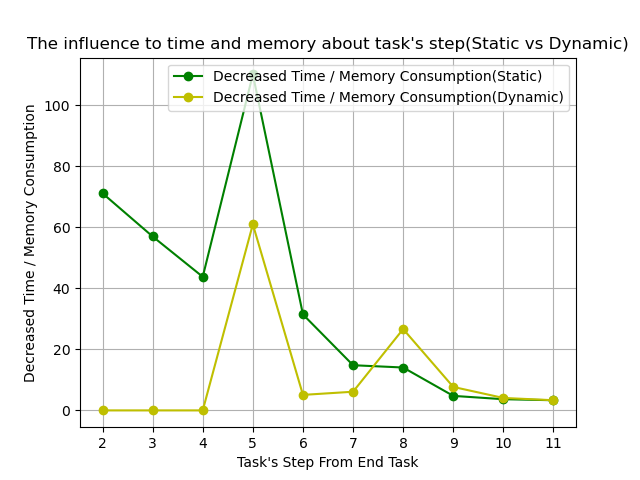 The influence to time and memory about task's step(Static vs Dynamic)
Decreased Time / Memory Consumption(Static)
Decreased Time / Memory Consumption(Dynamic)
Decreased Time / Memory Consumption
100
80
60
40
20
0
2 3 4 5 6 7 8 9 10 11
Task's Step From End Task